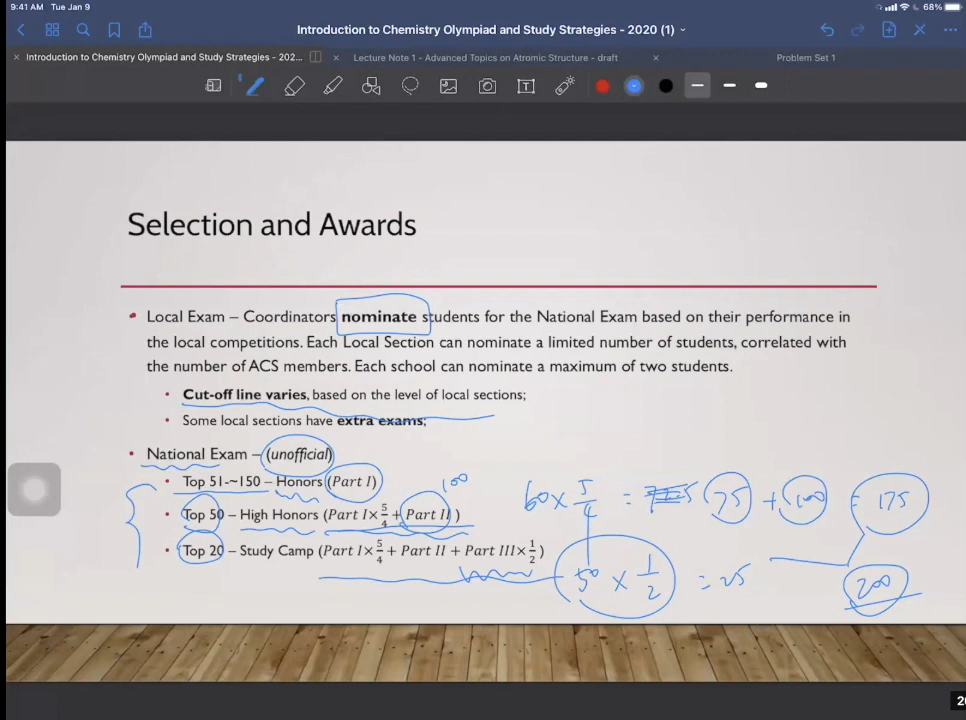 9:41 AM Tue Jan 9
68%
Introduction to Chemistry Olympiad and Study Strategies - 2020 (1)
Introduction to Chemistry Olympiad and Study Strategies - 202...
Lecture Note 1 - Advanced Topics on Atromic Structure - draft
Problem Set 1
Selection and Awards
• Local Exam – Coordinators nominate students for the National Exam based on their performance in
the local competitions. Each Local Section can nominate a limited number of students, correlated with
the number of ACS members. Each school can nominate a maximum of two students.
• Cut-off line varies, based on the level of local sections;
• Some local sections have extra exams;
• National Exam – (unofficial)
• Top 51-~150 – Honors (Part I)
100
• Top 50 – High Honors (Part I×5/4 + Part II)
60 × 5/4 = 75 + 100 = 175
• Top 20 – Study Camp (Part I×5/4 + Part II + Part III×1/2)
50 × 1/2 = 25
200